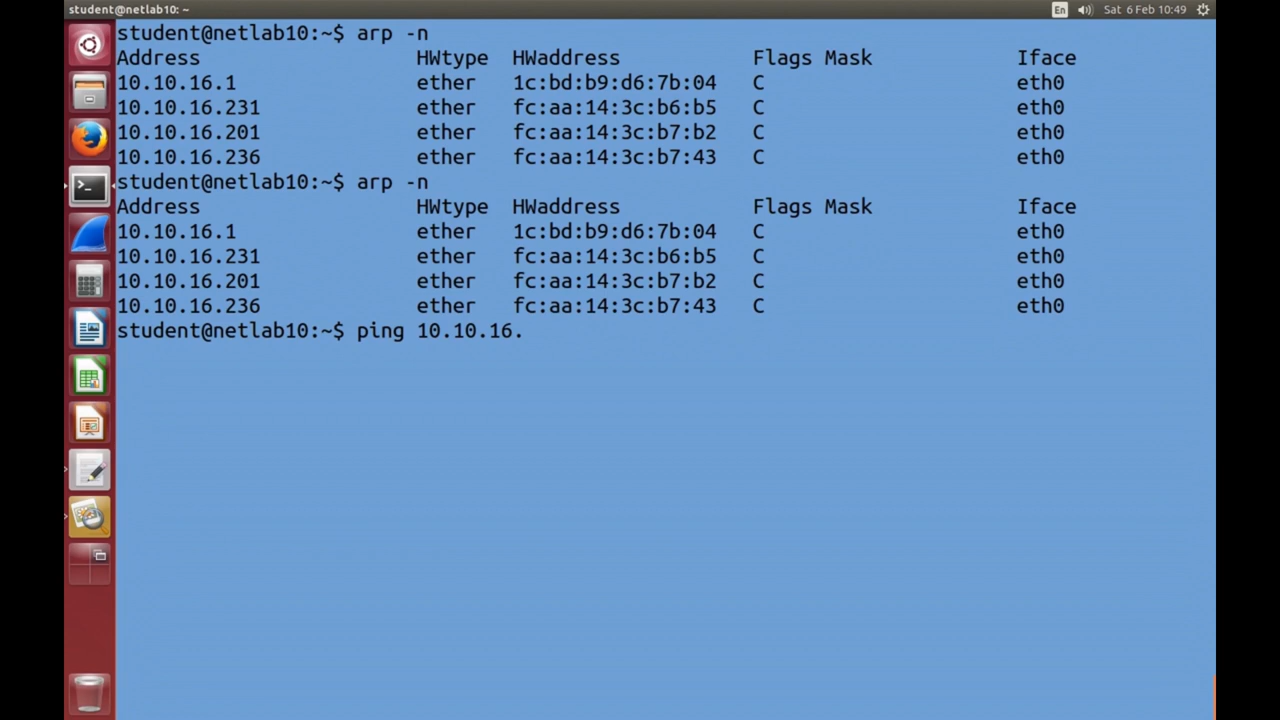 student@netlab10: ~
En
Sat 6 Feb 10:49
student@netlab10:~$ arp -n
Address HWtype HWaddress Flags Mask Iface
10.10.16.1 ether 1c:bd:b9:d6:7b:04 C eth0
10.10.16.231 ether fc:aa:14:3c:b6:b5 C eth0
10.10.16.201 ether fc:aa:14:3c:b7:b2 C eth0
10.10.16.236 ether fc:aa:14:3c:b7:43 C eth0
student@netlab10:~$ arp -n
Address HWtype HWaddress Flags Mask Iface
10.10.16.1 ether 1c:bd:b9:d6:7b:04 C eth0
10.10.16.231 ether fc:aa:14:3c:b6:b5 C eth0
10.10.16.201 ether fc:aa:14:3c:b7:b2 C eth0
10.10.16.236 ether fc:aa:14:3c:b7:43 C eth0
student@netlab10:~$ ping 10.10.16.